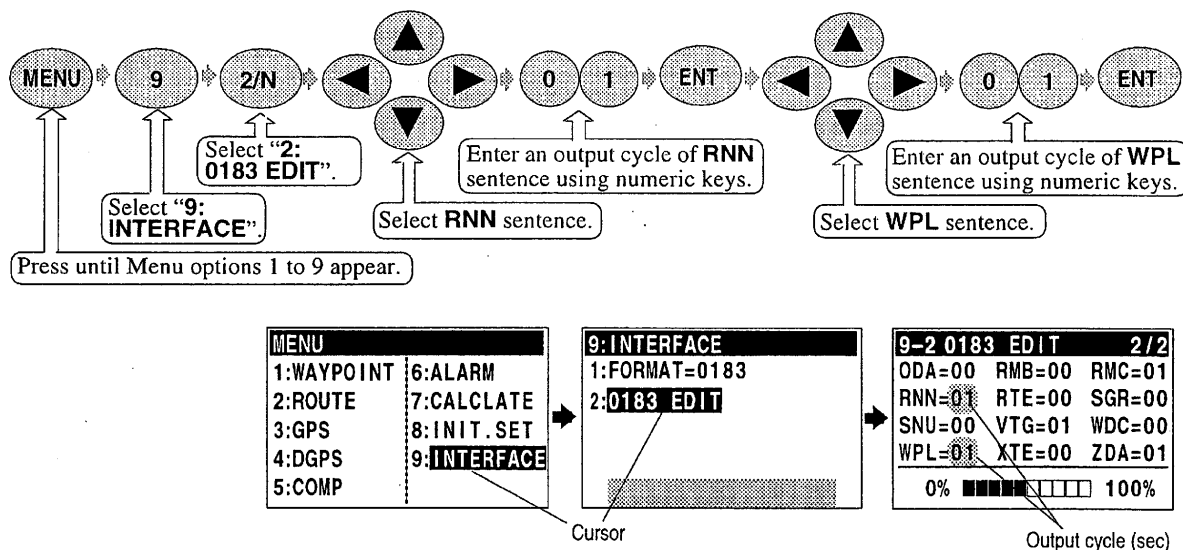 MENU 9 2/N 0 1 ENT 0 1 ENT
Select “2:
0183 EDIT”.
Enter an output cycle of RNN
sentence using numeric keys.
Enter an output cycle of WPL
sentence using numeric keys.
Select “9:
INTERFACE”.
Select RNN sentence.
Select WPL sentence.
Press until Menu options 1 to 9 appear.
MENU
1:WAYPOINT 6:ALARM
2:ROUTE 7:CALCLATE
3:GPS 8:INIT.SET
4:DGPS 9:INTERFACE
5:COMP
9:INTERFACE
1:FORMAT=0183
2:0183 EDIT
9-2 0183 EDIT 2/2
ODA=00 RMB=00 RMC=01
RNN=01 RTE=00 SGR=00
SNU=00 VTG=01 WDC=00
WPL=01 XTE=00 ZDA=01
0% 100%
Cursor
Output cycle (sec)